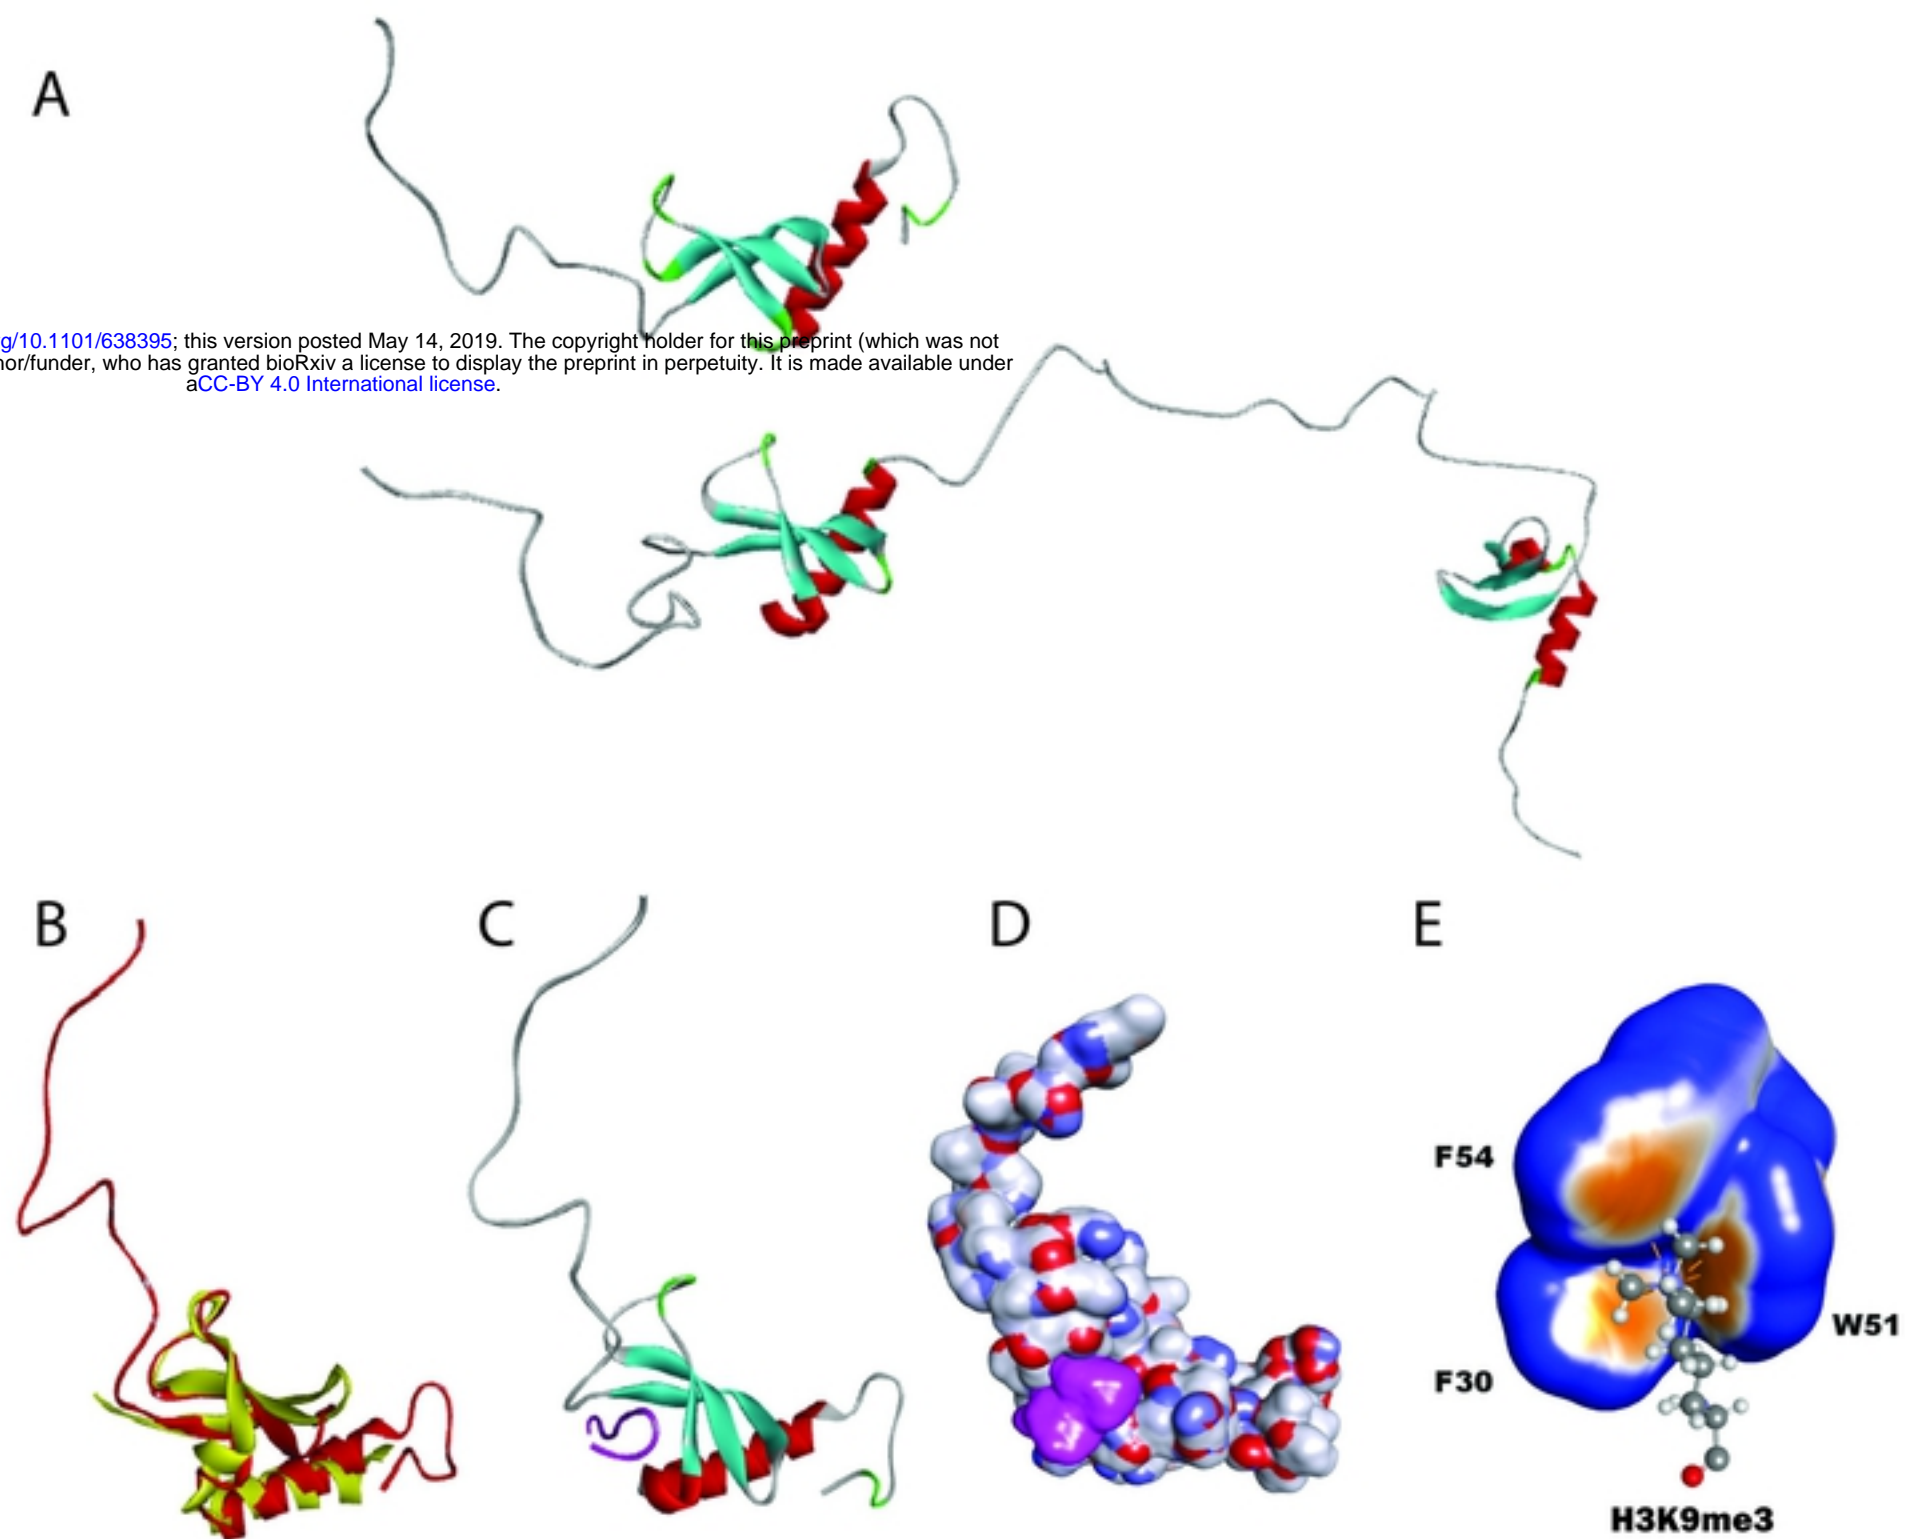 A
g/10.1101/638395; this version posted May 14, 2019. The copyright holder for this preprint (which was not
or/funder, who has granted bioRxiv a license to display the preprint in perpetuity. It is made available under
aCC-BY 4.0 International license.
B C D E
F54
W51
F30
H3K9me3